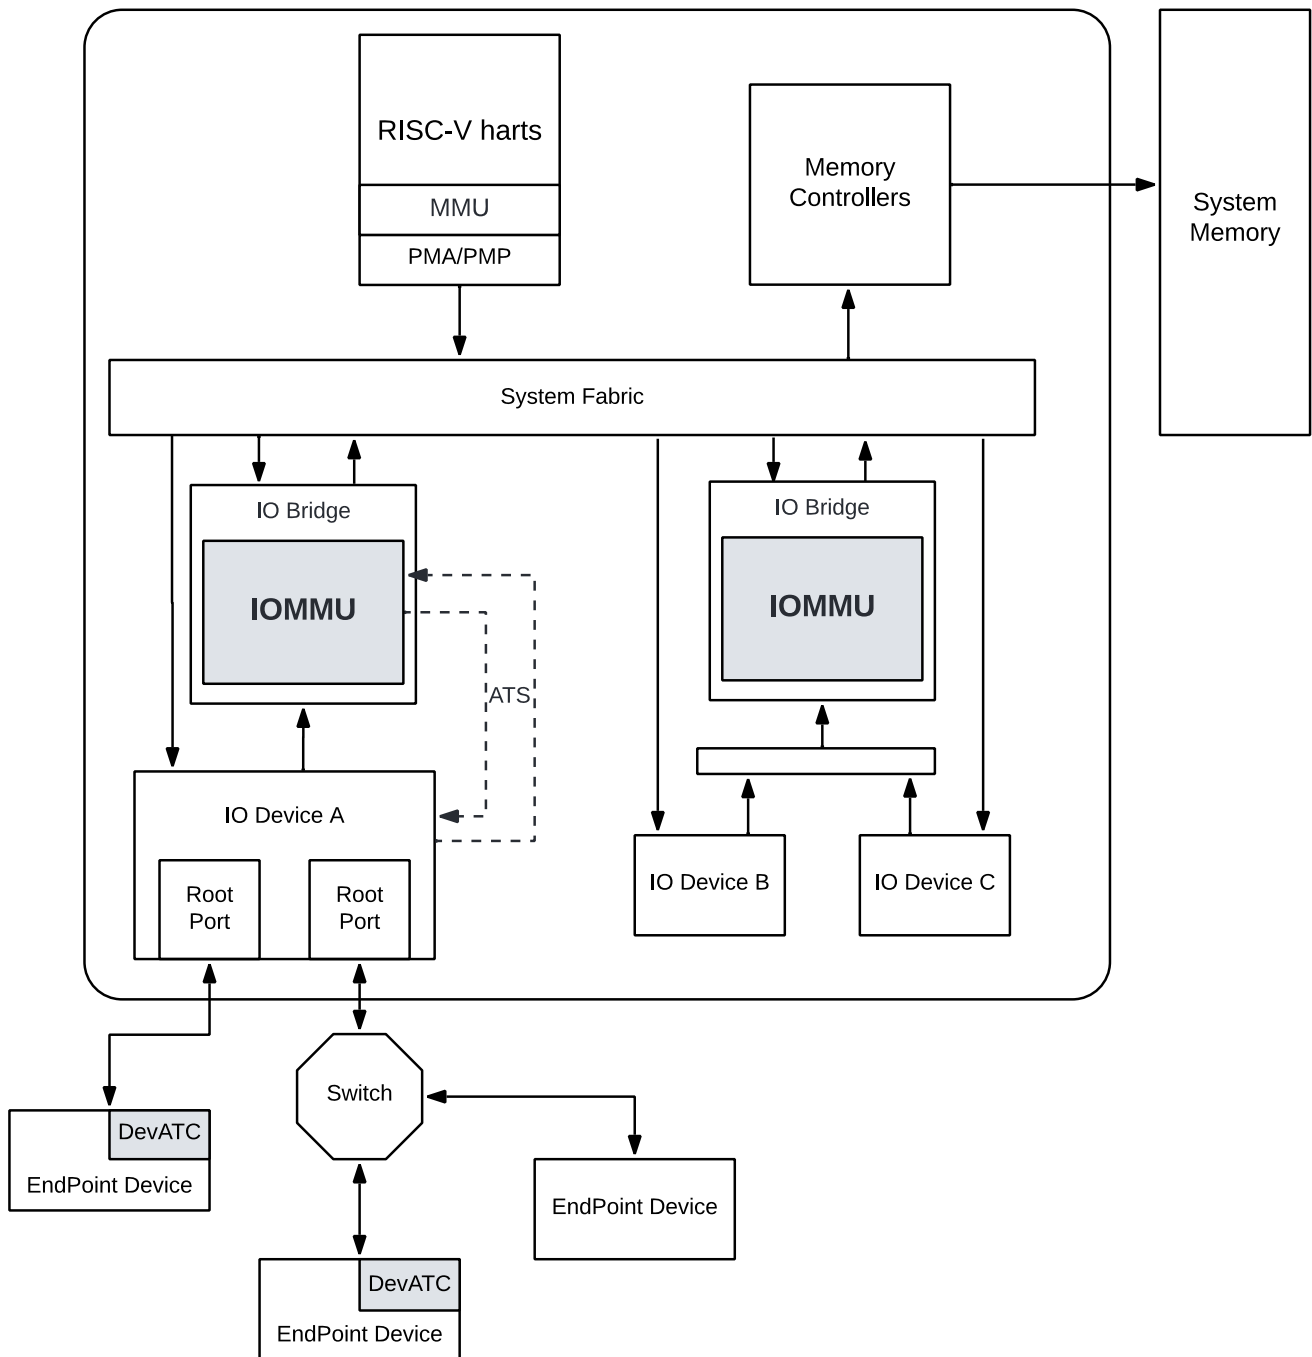 RISC-V harts
MMU
PMA/PMP
Memory
Controllers
System
Memory
System Fabric
IO Bridge
IOMMU
IO Bridge
IOMMU
ATS
IO Device A
Root
Port
Root
Port
IO Device B
IO Device C
Switch
DevATC
EndPoint Device
EndPoint Device
DevATC
EndPoint Device